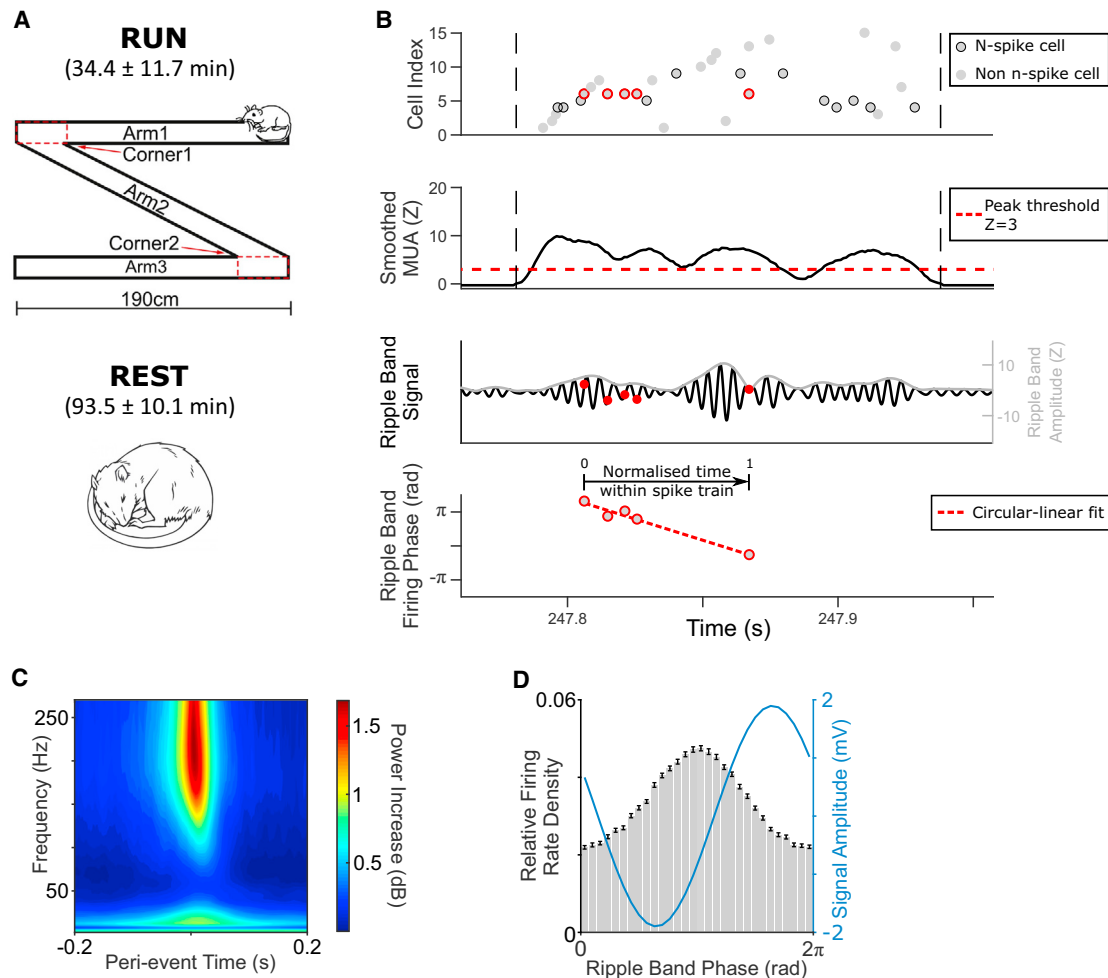 A
RUN
(34.4 ± 11.7 min)
Arm1
Corner1
Arm2
Corner2
Arm3
190cm
REST
(93.5 ± 10.1 min)
B
Cell Index
15
10
5
0
N-spike cell
Non n-spike cell
Smoothed
MUA (Z)
20
10
0
Peak threshold
Z=3
Ripple Band
Signal
10
-10
Ripple Band
Amplitude (Z)
Ripple Band
Firing Phase (rad)
π
-π
0
1
Normalised time
within spike train
Circular-linear fit
247.8
247.9
Time (s)
C
Frequency (Hz)
250
50
-0.2
0.2
Peri-event Time (s)
1.5
1
0.5
Power Increase (dB)
D
Relative Firing
Rate Density
0.06
0
0
2π
Ripple Band Phase (rad)
2
-2
Signal Amplitude (mV)